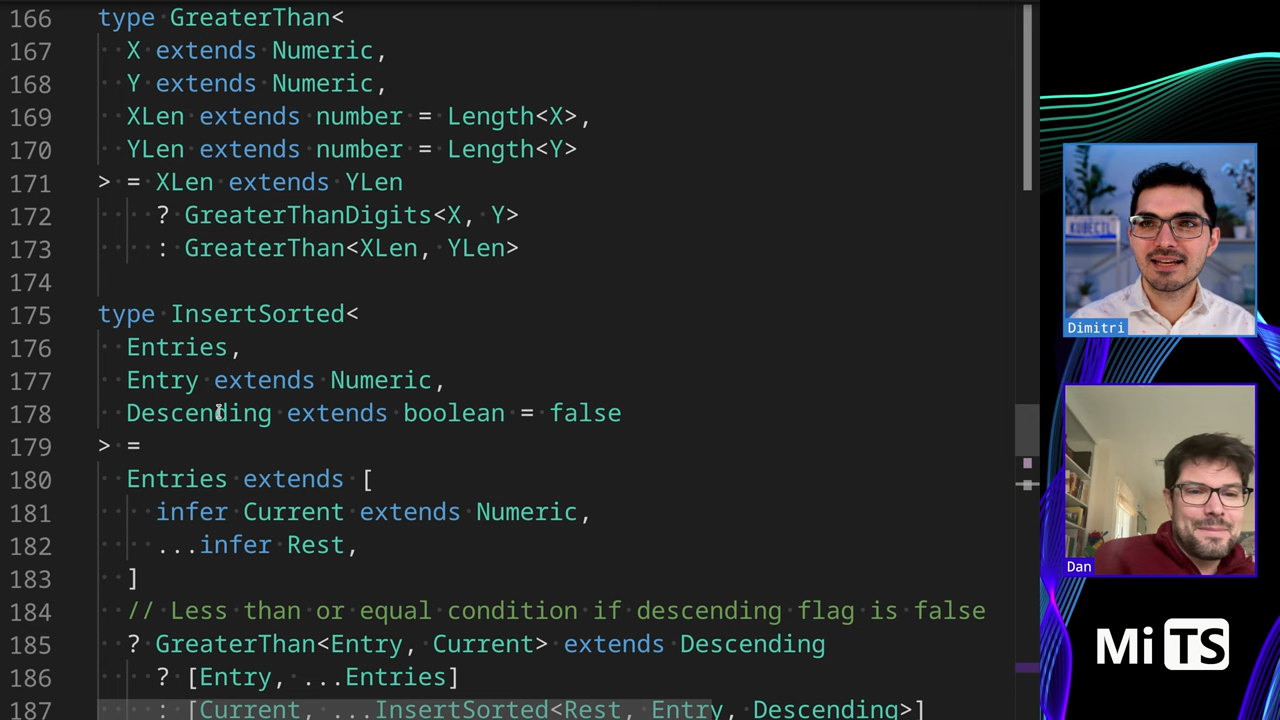 166 type GreaterThan<
167   X extends Numeric,
168   Y extends Numeric,
169   XLen extends number = Length<X>,
170   YLen extends number = Length<Y>
171 > = XLen extends YLen
172     ? GreaterThanDigits<X, Y>
173     : GreaterThan<XLen, YLen>
174
175 type InsertSorted<
176   Entries,
177   Entry extends Numeric,
178   Descending extends boolean = false
179 > =
180   Entries extends [
181     infer Current extends Numeric,
182     ...infer Rest,
183   ]
184   // Less than or equal condition if descending flag is false
185   ? GreaterThan<Entry, Current> extends Descending
186     ? [Entry, ...Entries]
187     : [Current, ...InsertSorted<Rest, Entry, Descending>]
KUBECTL
Dimitri
Dan
MiTS